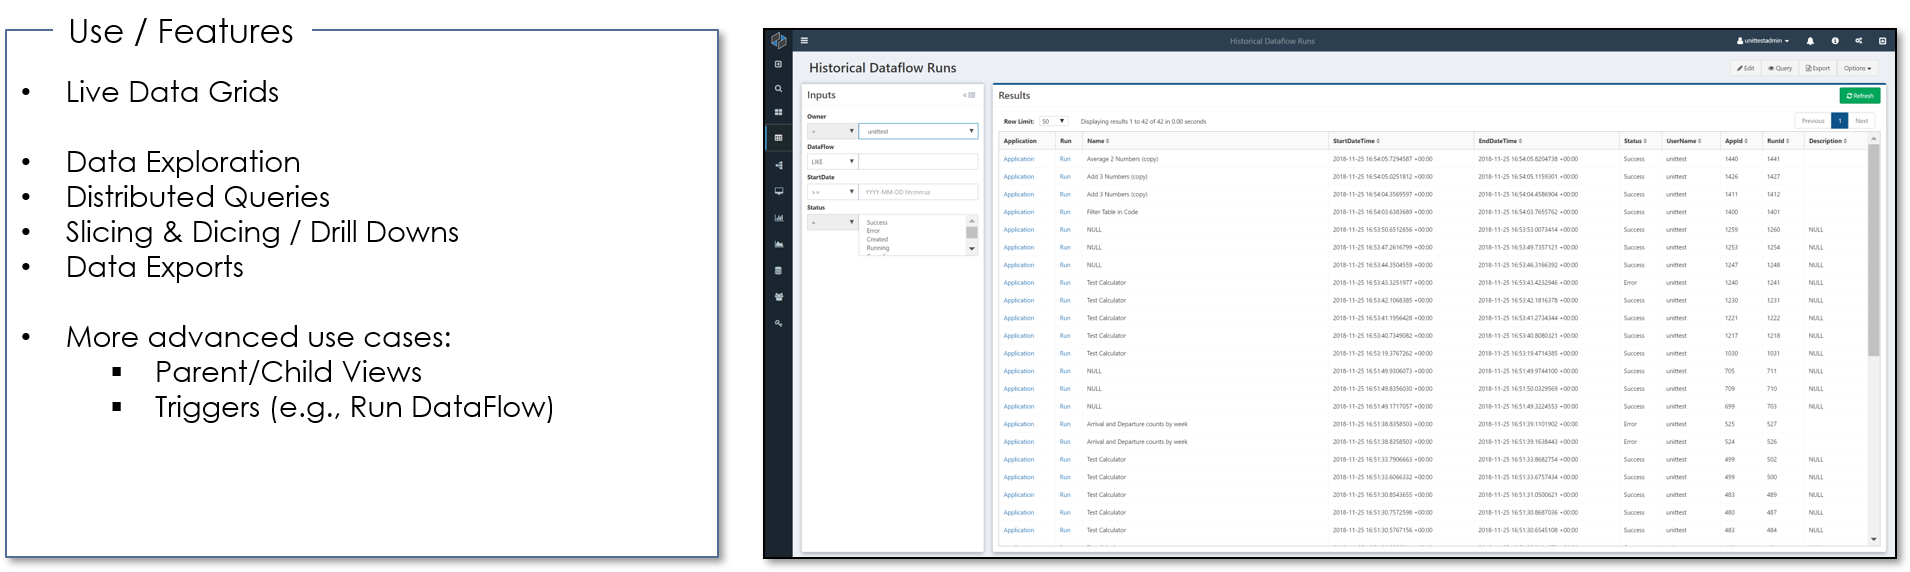 Use / Features
• Live Data Grids
• Data Exploration
• Distributed Queries
• Slicing & Dicing / Drill Downs
• Data Exports
• More advanced use cases:
▪ Parent/Child Views
▪ Triggers (e.g., Run DataFlow)
Historical Dataflow Runs
unittestadmin
Historical Dataflow Runs
Edit Query Export Options
Inputs
Owner
= unittest
DataFlow
LIKE
StartDate
>= YYYY-MM-DD hh:mm:ss
Status
=
Success
Error
Created
Running
Results
Refresh
Row Limit: 50 Displaying results 1 to 42 of 42 in 0.00 seconds
Previous 1 Next
Application Run Name StartDateTime EndDateTime Status UserName AppId RunId Description
Application Run Average 2 Numbers (copy) 2018-11-25 16:54:05.7294587 +00:00 2018-11-25 16:54:05.8204738 +00:00 Success unittest 1440 1441
Application Run Add 3 Numbers (copy) 2018-11-25 16:54:05.0251812 +00:00 2018-11-25 16:54:05.1159301 +00:00 Success unittest 1426 1427
Application Run Add 3 Numbers (copy) 2018-11-25 16:54:04.3569597 +00:00 2018-11-25 16:54:04.4586904 +00:00 Success unittest 1411 1412
Application Run Filter Table in Code 2018-11-25 16:54:03.6383689 +00:00 2018-11-25 16:54:03.7655762 +00:00 Success unittest 1400 1401
Application Run NULL 2018-11-25 16:53:50.6512656 +00:00 2018-11-25 16:53:53.0073414 +00:00 Success unittest 1259 1260 NULL
Application Run NULL 2018-11-25 16:53:47.2616799 +00:00 2018-11-25 16:53:49.7357121 +00:00 Success unittest 1253 1254 NULL
Application Run NULL 2018-11-25 16:53:44.3504559 +00:00 2018-11-25 16:53:46.3166392 +00:00 Success unittest 1247 1248 NULL
Application Run Test Calculator 2018-11-25 16:53:43.3251977 +00:00 2018-11-25 16:53:43.4232946 +00:00 Error unittest 1240 1241 NULL
Application Run Test Calculator 2018-11-25 16:53:42.1068385 +00:00 2018-11-25 16:53:42.1816378 +00:00 Success unittest 1230 1231 NULL
Application Run Test Calculator 2018-11-25 16:53:41.1956428 +00:00 2018-11-25 16:53:41.2734344 +00:00 Success unittest 1221 1222 NULL
Application Run Test Calculator 2018-11-25 16:53:40.7349082 +00:00 2018-11-25 16:53:40.8080321 +00:00 Success unittest 1217 1218 NULL
Application Run Test Calculator 2018-11-25 16:53:19.3767262 +00:00 2018-11-25 16:53:19.4714385 +00:00 Success unittest 1030 1031 NULL
Application Run NULL 2018-11-25 16:51:49.9306073 +00:00 2018-11-25 16:51:49.9744100 +00:00 Success unittest 705 711 NULL
Application Run NULL 2018-11-25 16:51:49.8356030 +00:00 2018-11-25 16:51:50.0329569 +00:00 Success unittest 709 710 NULL
Application Run NULL 2018-11-25 16:51:49.1717057 +00:00 2018-11-25 16:51:49.3224553 +00:00 Success unittest 699 703 NULL
Application Run Arrival and Departure counts by week 2018-11-25 16:51:38.8358503 +00:00 2018-11-25 16:51:39.1101902 +00:00 Error unittest 525 527
Application Run Arrival and Departure counts by week 2018-11-25 16:51:38.8358503 +00:00 2018-11-25 16:51:39.1638443 +00:00 Error unittest 524 526
Application Run Test Calculator 2018-11-25 16:51:33.7906663 +00:00 2018-11-25 16:51:33.8682754 +00:00 Success unittest 499 502 NULL
Application Run Test Calculator 2018-11-25 16:51:33.6066332 +00:00 2018-11-25 16:51:33.6757434 +00:00 Success unittest 499 500 NULL
Application Run Test Calculator 2018-11-25 16:51:30.8543655 +00:00 2018-11-25 16:51:31.0500621 +00:00 Success unittest 483 489 NULL
Application Run Test Calculator 2018-11-25 16:51:30.7572598 +00:00 2018-11-25 16:51:30.8687036 +00:00 Success unittest 480 487 NULL
Application Run Test Calculator 2018-11-25 16:51:30.5767156 +00:00 2018-11-25 16:51:30.6545108 +00:00 Success unittest 483 484 NULL